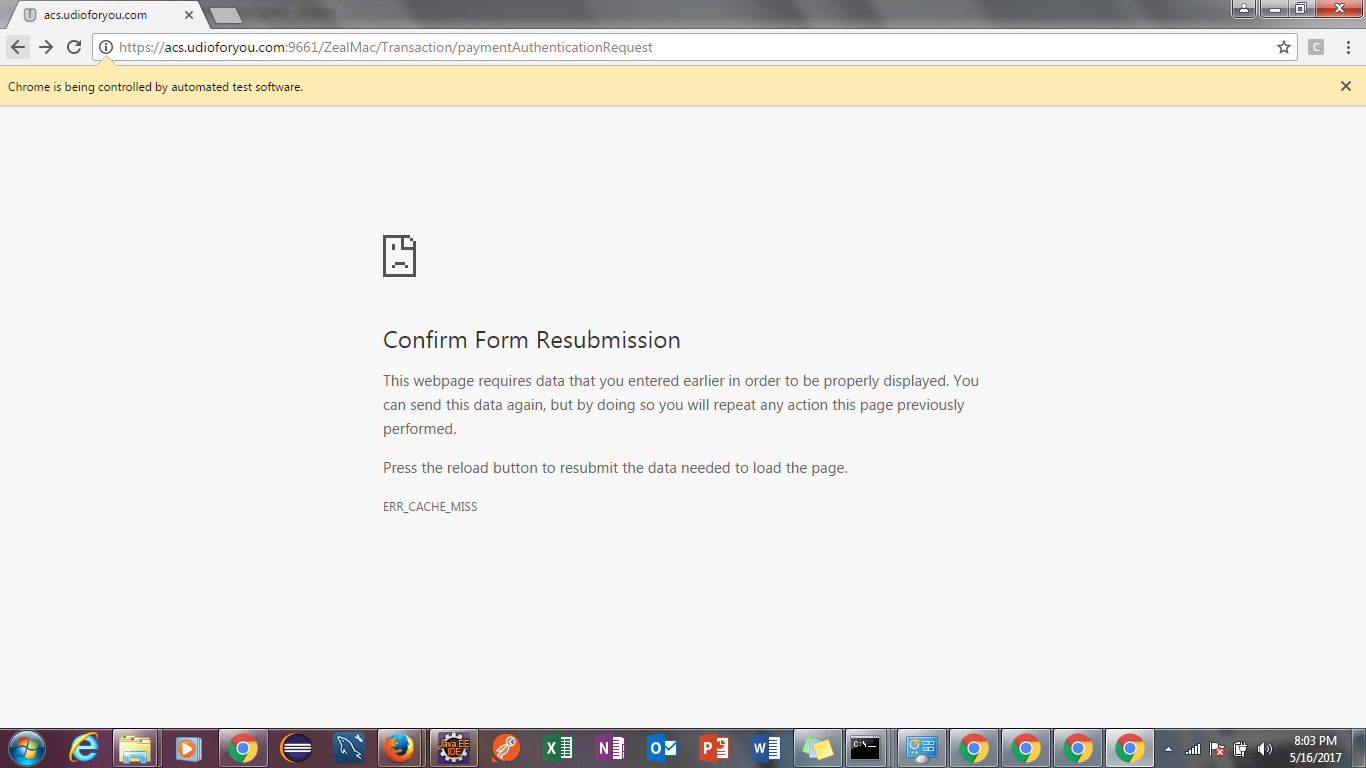 acs.udioforyou.com
https://acs.udioforyou.com:9661/ZealMac/Transaction/paymentAuthenticationRequest
C
Chrome is being controlled by automated test software.
Confirm Form Resubmission
This webpage requires data that you entered earlier in order to be properly displayed. You
can send this data again, but by doing so you will repeat any action this page previously
performed.
Press the reload button to resubmit the data needed to load the page.
ERR_CACHE_MISS
Java EE
IDE
8:03 PM
5/16/2017